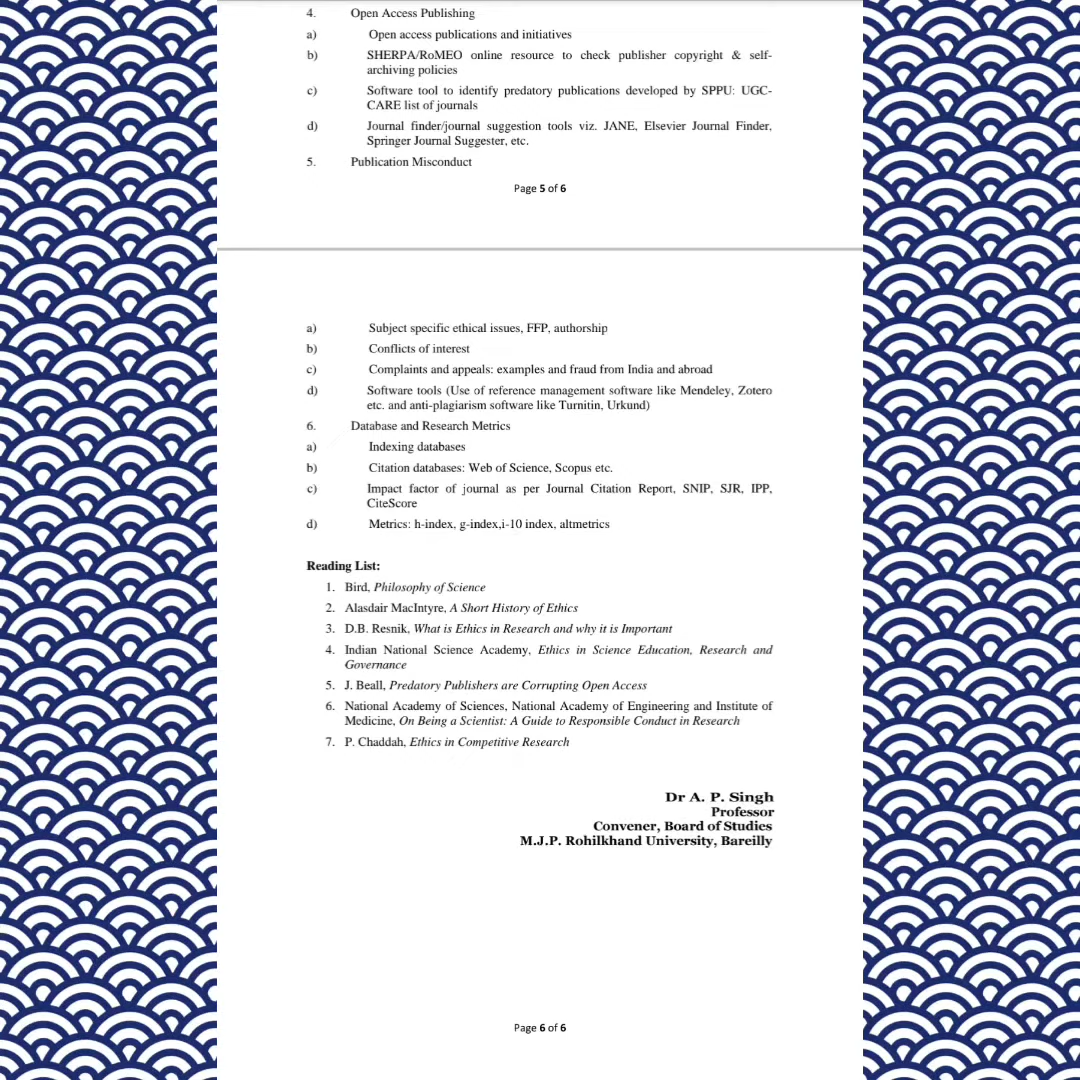 4. Open Access Publishing
a) Open access publications and initiatives
b) SHERPA/RoMEO online resource to check publisher copyright & self-
archiving policies
c) Software tool to identify predatory publications developed by SPPU: UGC-
CARE list of journals
d) Journal finder/journal suggestion tools viz. JANE, Elsevier Journal Finder,
Springer Journal Suggester, etc.
5. Publication Misconduct
Page 5 of 6
a) Subject specific ethical issues, FFP, authorship
b) Conflicts of interest
c) Complaints and appeals: examples and fraud from India and abroad
d) Software tools (Use of reference management software like Mendeley, Zotero
etc. and anti-plagiarism software like Turnitin, Urkund)
6. Database and Research Metrics
a) Indexing databases
b) Citation databases: Web of Science, Scopus etc.
c) Impact factor of journal as per Journal Citation Report, SNIP, SJR, IPP,
CiteScore
d) Metrics: h-index, g-index,i-10 index, altmetrics
Reading List:
1. Bird, Philosophy of Science
2. Alasdair MacIntyre, A Short History of Ethics
3. D.B. Resnik, What is Ethics in Research and why it is Important
4. Indian National Science Academy, Ethics in Science Education, Research and
Governance
5. J. Beall, Predatory Publishers are Corrupting Open Access
6. National Academy of Sciences, National Academy of Engineering and Institute of
Medicine, On Being a Scientist: A Guide to Responsible Conduct in Research
7. P. Chaddah, Ethics in Competitive Research
Dr A. P. Singh
Professor
Convener, Board of Studies
M.J.P. Rohilkhand University, Bareilly
Page 6 of 6